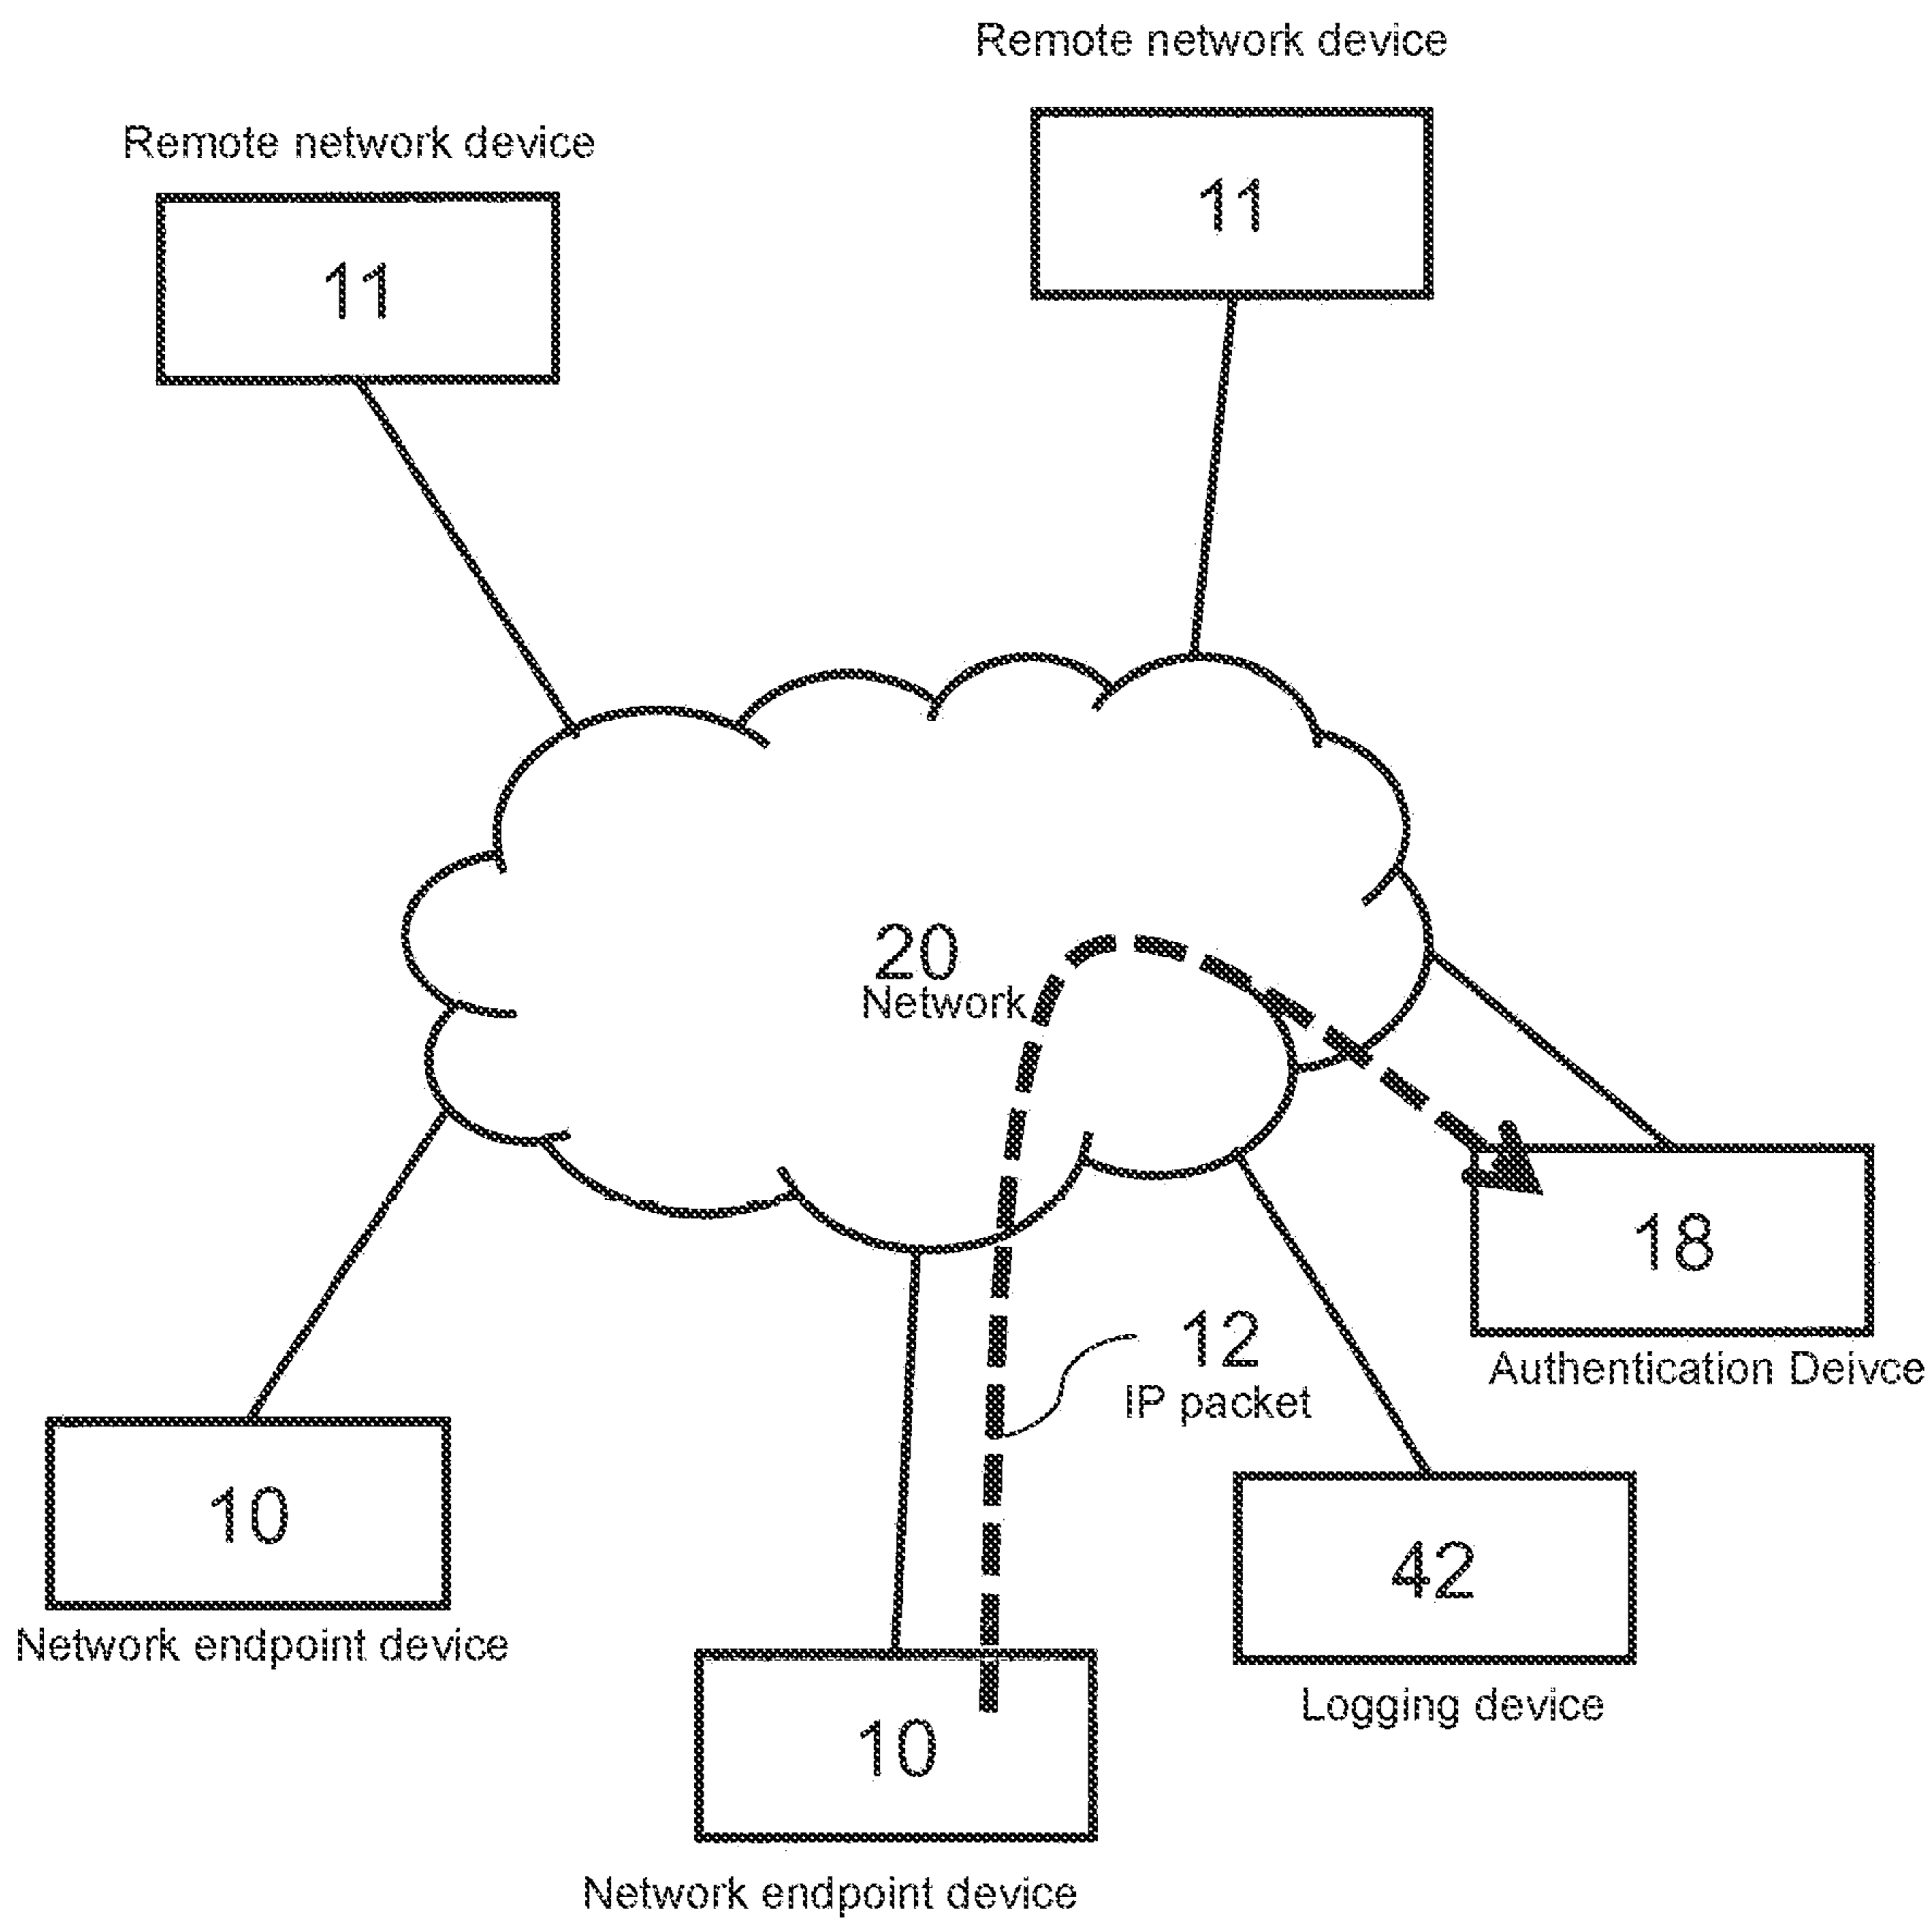 Remote network device
Remote network device
11
11
20
Network
18
12
Authentication Deivce
IP packet
10
42
Network endpoint device
Logging device
10
Network endpoint device